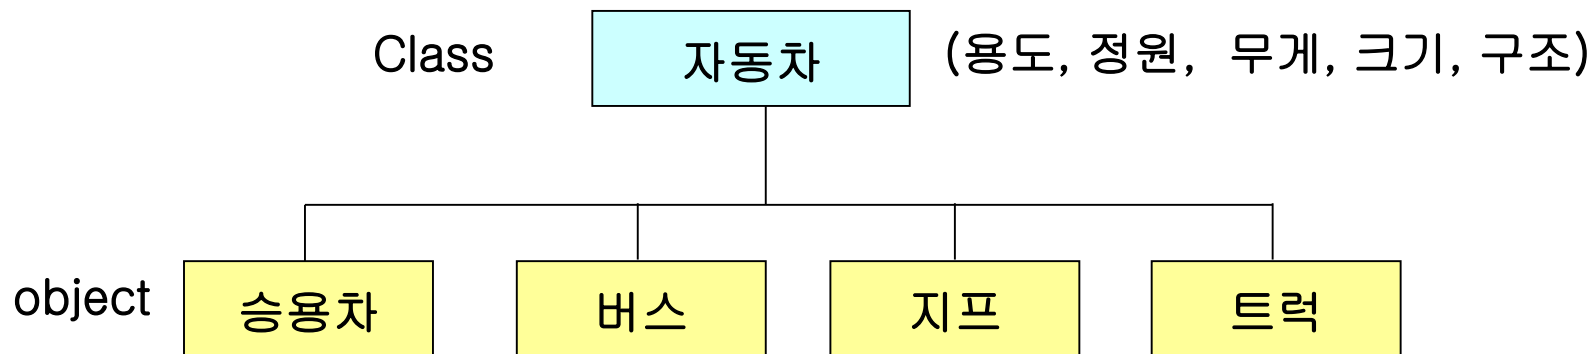 Class 자동차 (용도, 정원, 무게, 크기, 구조)
object 승용차 버스 지프 트럭